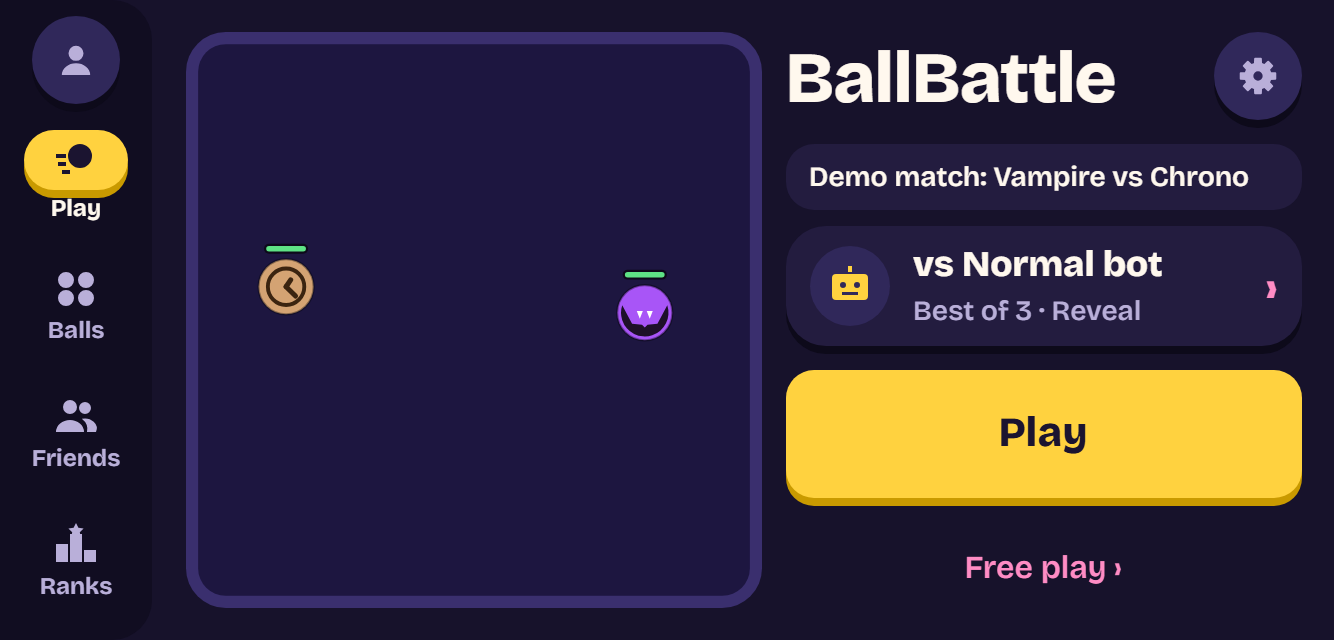 Play
Balls
Friends
Ranks
BallBattle
Demo match: Vampire vs Chrono
vs Normal bot
Best of 3 · Reveal
›
Play
Free play ›